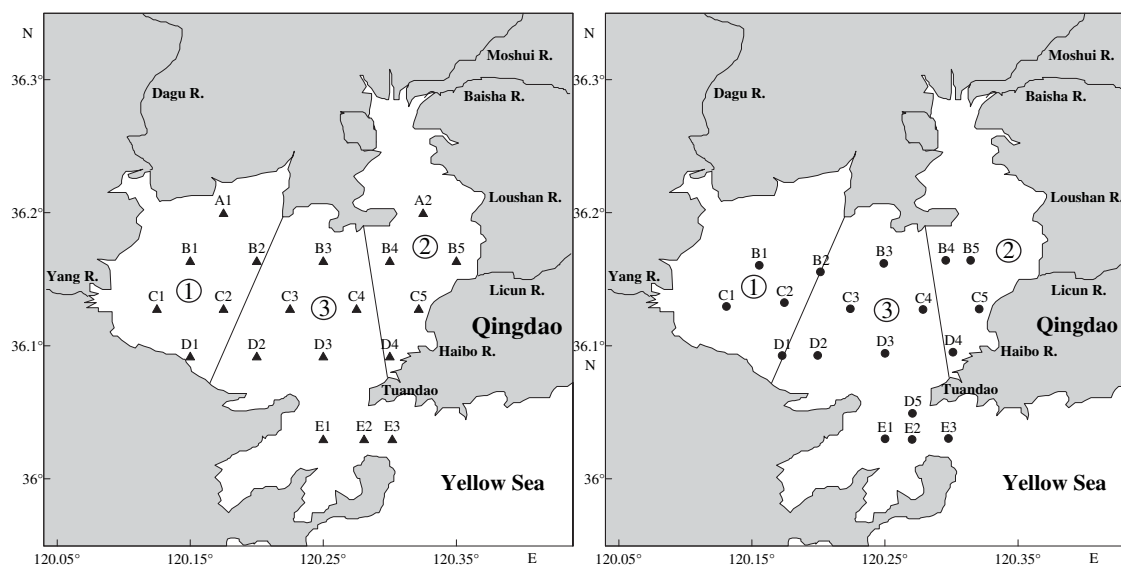 N
36.3°
36.2°
36.1°
36°
120.05°
120.15°
120.25°
120.35°
E
Moshui R.
Baisha R.
Dagu R.
Loushan R.
Yang R.
Licun R.
Qingdao
Haibo R.
Tuandao
Yellow Sea
A1
A2
B1
B2
B3
B4
B5
C1
C2
C3
C4
C5
D1
D2
D3
D4
E1
E2
E3
①
②
③
N
36.3°
36.2°
36.1°
N
36°
120.05°
120.15°
120.25°
120.35°
E
Moshui R.
Baisha R.
Dagu R.
Loushan R.
Yang R.
Licun R.
Qingdao
Haibo R.
Tuandao
Yellow Sea
B1
B2
B3
B4
B5
C1
C2
C3
C4
C5
D1
D2
D3
D4
D5
E1
E2
E3
①
②
③